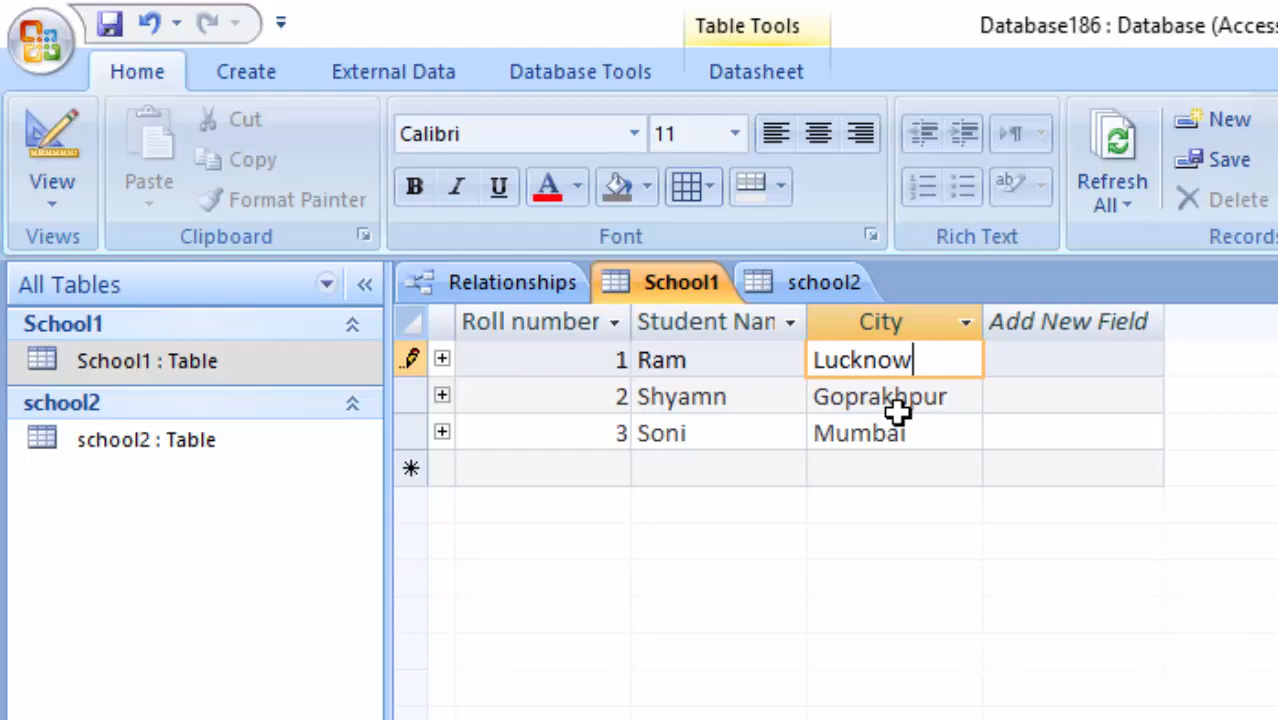 Table Tools
Database186 : Database (Acces
Home Create External Data Database Tools Datasheet
View
Paste
Cut
Copy
Format Painter
Calibri 11
B I U A
ab
Refresh
All
New
Save
Delete
Views Clipboard Font Rich Text Records
All Tables
School1
School1 : Table
school2
school2 : Table
Relationships School1 school2
Roll number Student Nam City Add New Field
1 Ram Lucknow
2 Shyamn Goprakhpur
3 Soni Mumbai